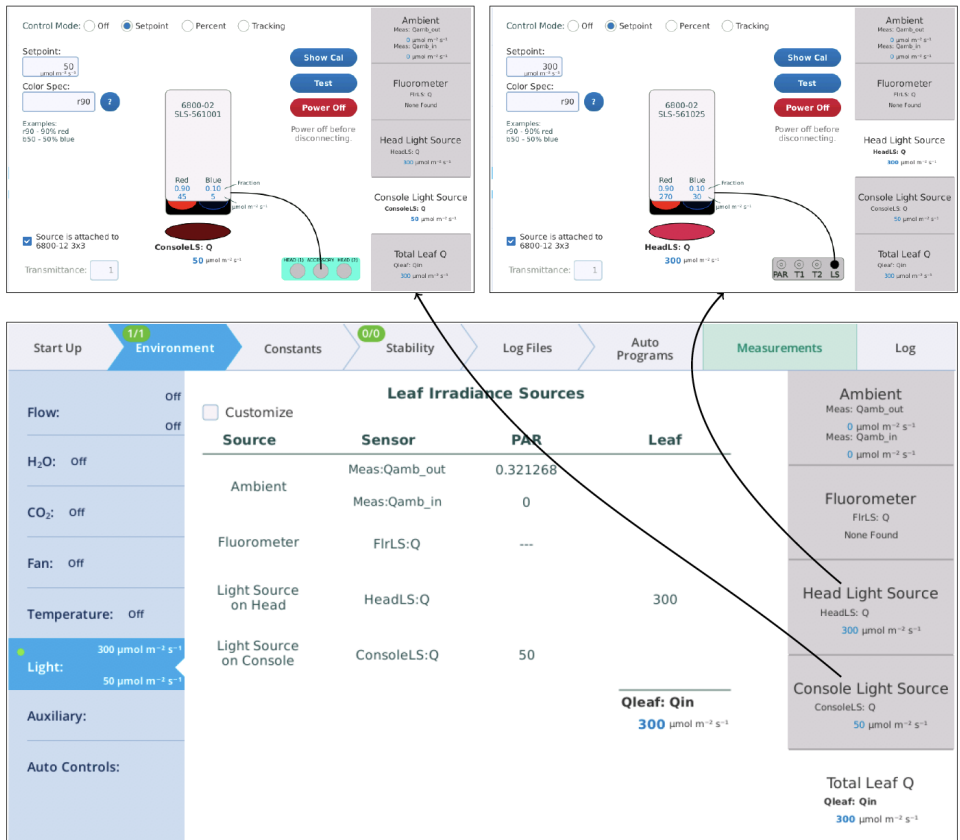 Control Mode: Off Setpoint Percent Tracking
Setpoint:
50
μmol m⁻² s⁻¹
Color Spec:
r90 ?
Examples:
r90 - 90% red
b50 - 50% blue
Show Cal
Test
Power Off
Power off before
disconnecting.
6800-02
SLS-561001
Red Blue
0.90 0.10 Fraction
45 5 μmol m⁻² s⁻¹
Source is attached to
6800-12 3x3
Transmittance: 1
ConsoleLS: Q
50 μmol m⁻² s⁻¹
HEAD (1) ACCESSORY HEAD (2)
Ambient
Meas: Qamb_out
0 μmol m⁻² s⁻¹
Meas: Qamb_in
0 μmol m⁻² s⁻¹
Fluorometer
FlrLS: Q
None Found
Head Light Source
HeadLS: Q
300 μmol m⁻² s⁻¹
Console Light Source
ConsoleLS: Q
50 μmol m⁻² s⁻¹
Total Leaf Q
Qleaf: Qin
300 μmol m⁻² s⁻¹
Control Mode: Off Setpoint Percent Tracking
Setpoint:
300
μmol m⁻² s⁻¹
Color Spec:
r90 ?
Examples:
r90 - 90% red
b50 - 50% blue
Show Cal
Test
Power Off
Power off before
disconnecting.
6800-02
SLS-561025
Red Blue
0.90 0.10 Fraction
270 30 μmol m⁻² s⁻¹
Source is attached to
6800-12 3x3
Transmittance: 1
HeadLS: Q
300 μmol m⁻² s⁻¹
PAR T1 T2 LS
Ambient
Meas: Qamb_out
0 μmol m⁻² s⁻¹
Meas: Qamb_in
0 μmol m⁻² s⁻¹
Fluorometer
FlrLS: Q
None Found
Head Light Source
HeadLS: Q
300 μmol m⁻² s⁻¹
Console Light Source
ConsoleLS: Q
50 μmol m⁻² s⁻¹
Total Leaf Q
Qleaf: Qin
300 μmol m⁻² s⁻¹
1/1 0/0
Start Up Environment Constants Stability Log Files Auto Programs Measurements Log
Flow: Off
Off
H₂O: Off
CO₂: Off
Fan: Off
Temperature: Off
300 μmol m⁻² s⁻¹
Light:
50 μmol m⁻² s⁻¹
Auxiliary:
Auto Controls:
Leaf Irradiance Sources
Customize
Source Sensor PAR Leaf
Ambient
Meas:Qamb_out 0.321268
Meas:Qamb_in 0
Fluorometer FlrLS:Q ---
Light Source
on Head HeadLS:Q 300
Light Source
on Console ConsoleLS:Q 50
Qleaf: Qin
300 μmol m⁻² s⁻¹
Ambient
Meas: Qamb_out
0 μmol m⁻² s⁻¹
Meas: Qamb_in
0 μmol m⁻² s⁻¹
Fluorometer
FlrLS: Q
None Found
Head Light Source
HeadLS: Q
300 μmol m⁻² s⁻¹
Console Light Source
ConsoleLS: Q
50 μmol m⁻² s⁻¹
Total Leaf Q
Qleaf: Qin
300 μmol m⁻² s⁻¹